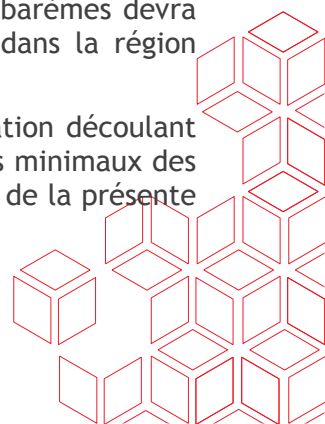 barèmes devra
dans la région
ation découlant
s minimaux des
de la présente